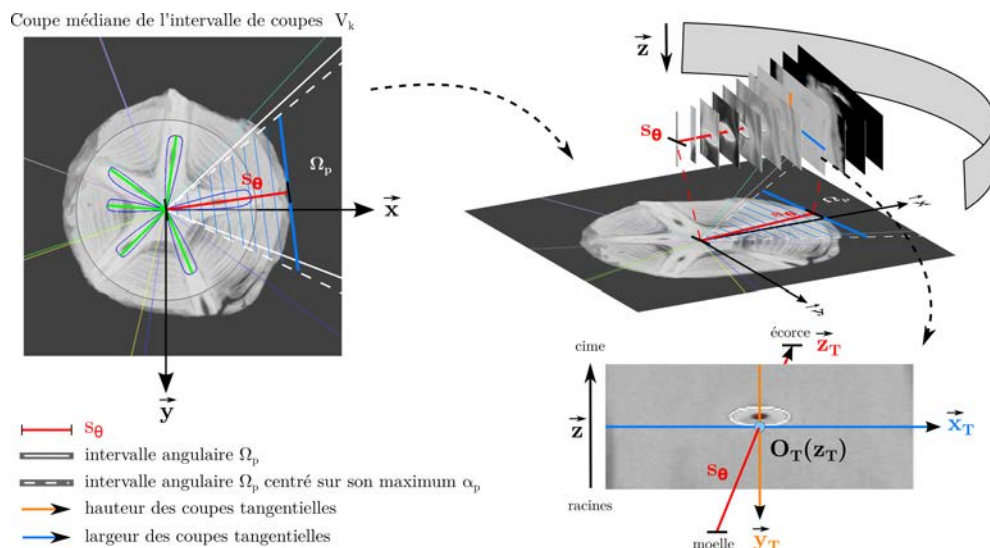 Coupe médiane de l'intervalle de coupes V_k
Ω_p
S_θ
x
y
S_θ
intervalle angulaire Ω_p
intervalle angulaire Ω_p centré sur son maximum α_p
hauteur des coupes tangentielles
largeur des coupes tangentielles
z
S_θ
Ω_p
S_θ
x
y
écorce
cime
z_T
z
x_T
O_T(z_T)
S_θ
racines
moelle
y_T